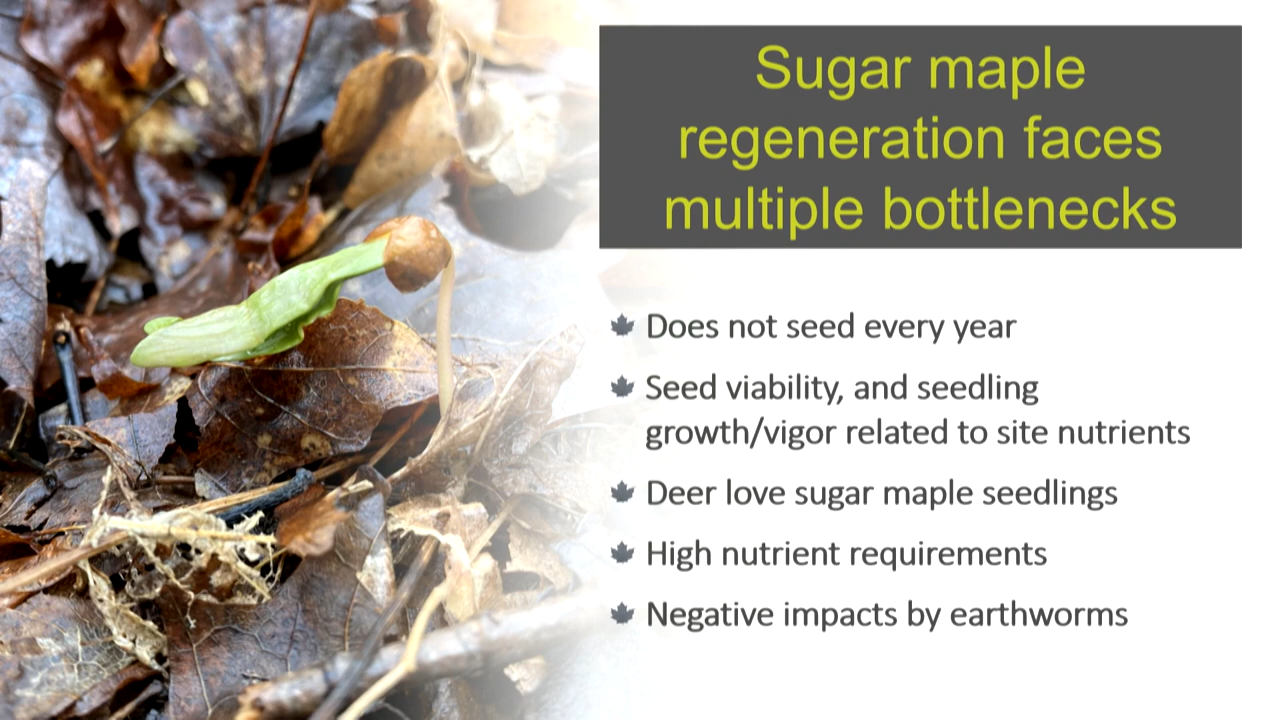 Sugar maple
regeneration faces
multiple bottlenecks
Does not seed every year
Seed viability, and seedling
growth/vigor related to site nutrients
Deer love sugar maple seedlings
High nutrient requirements
Negative impacts by earthworms